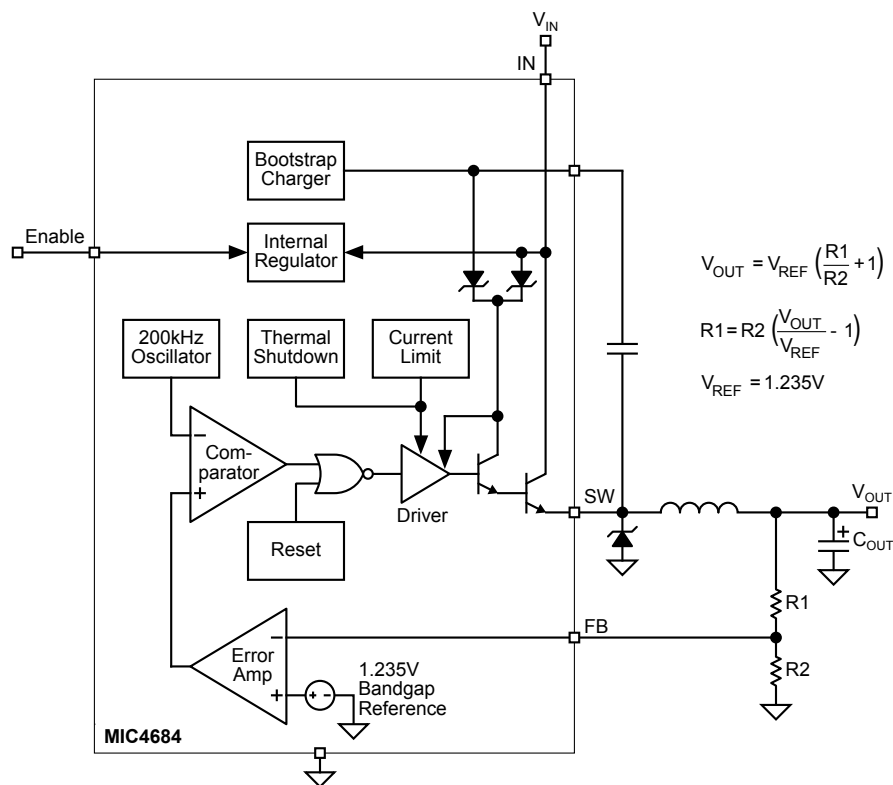 V_IN
IN
Bootstrap
Charger
Enable
Internal
Regulator
V_OUT = V_REF (R1/R2 + 1)
R1 = R2 (V_OUT/V_REF - 1)
V_REF = 1.235V
200kHz
Oscillator
Thermal
Shutdown
Current
Limit
−
Com-
parator
+
Driver
Reset
SW
V_OUT
+
C_OUT
R1
FB
R2
−
Error
Amp
+
+ -
1.235V
Bandgap
Reference
MIC4684